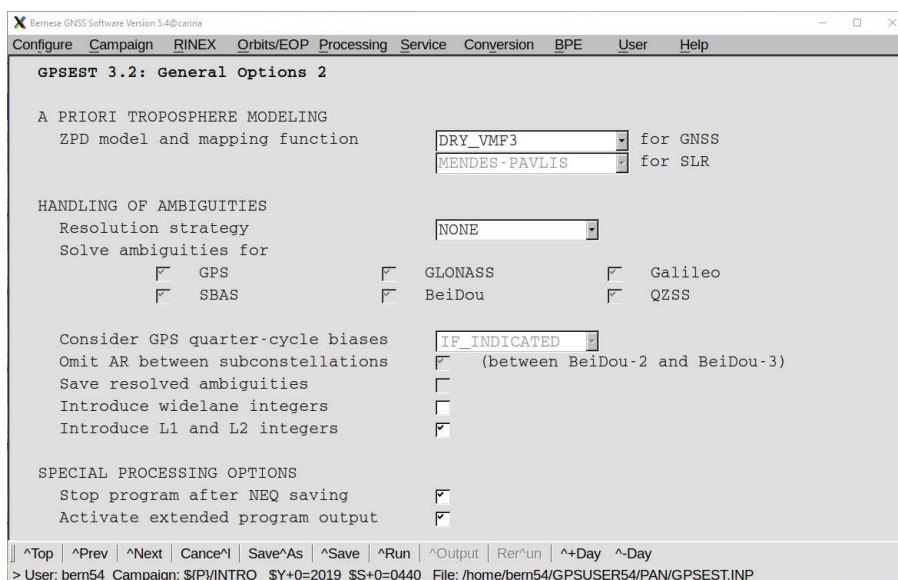 Bernese GNSS Software Version 5.4@carina
Configure Campaign RINEX Orbits/EOP Processing Service Conversion BPE User Help
GPSEST 3.2: General Options 2
A PRIORI TROPOSPHERE MODELING
ZPD model and mapping function DRY_VMF3 for GNSS
MENDES-PAVLIS for SLR
HANDLING OF AMBIGUITIES
Resolution strategy NONE
Solve ambiguities for
GPS GLONASS Galileo
SBAS BeiDou QZSS
Consider GPS quarter-cycle biases IF_INDICATED
Omit AR between subconstellations (between BeiDou-2 and BeiDou-3)
Save resolved ambiguities
Introduce widelane integers
Introduce L1 and L2 integers
SPECIAL PROCESSING OPTIONS
Stop program after NEQ saving
Activate extended program output
^Top ^Prev ^Next Cance^l Save^As ^Save ^Run ^Output Rer^un ^+Day ^-Day
> User: bern54 Campaign: ${P}/INTRO $Y+0=2019 $S+0=0440 File: /home/bern54/GPSUSER54/PAN/GPSEST.INP